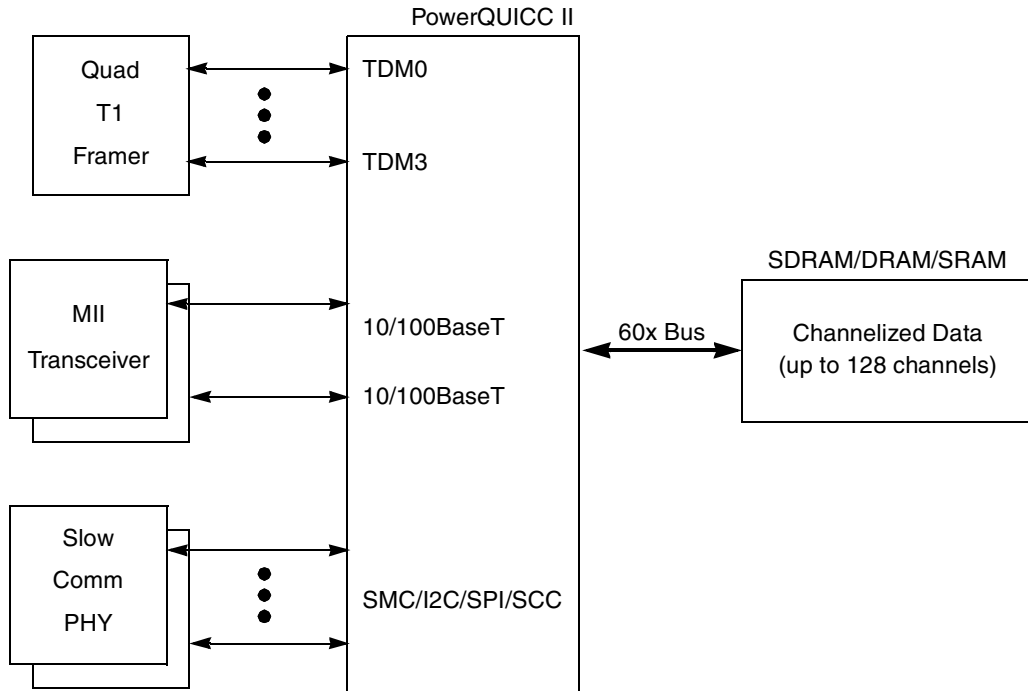 PowerQUICC II
Quad
T1
Framer
TDM0
TDM3
MII
Transceiver
10/100BaseT
10/100BaseT
60x Bus
SDRAM/DRAM/SRAM
Channelized Data
(up to 128 channels)
Slow
Comm
PHY
SMC/I2C/SPI/SCC